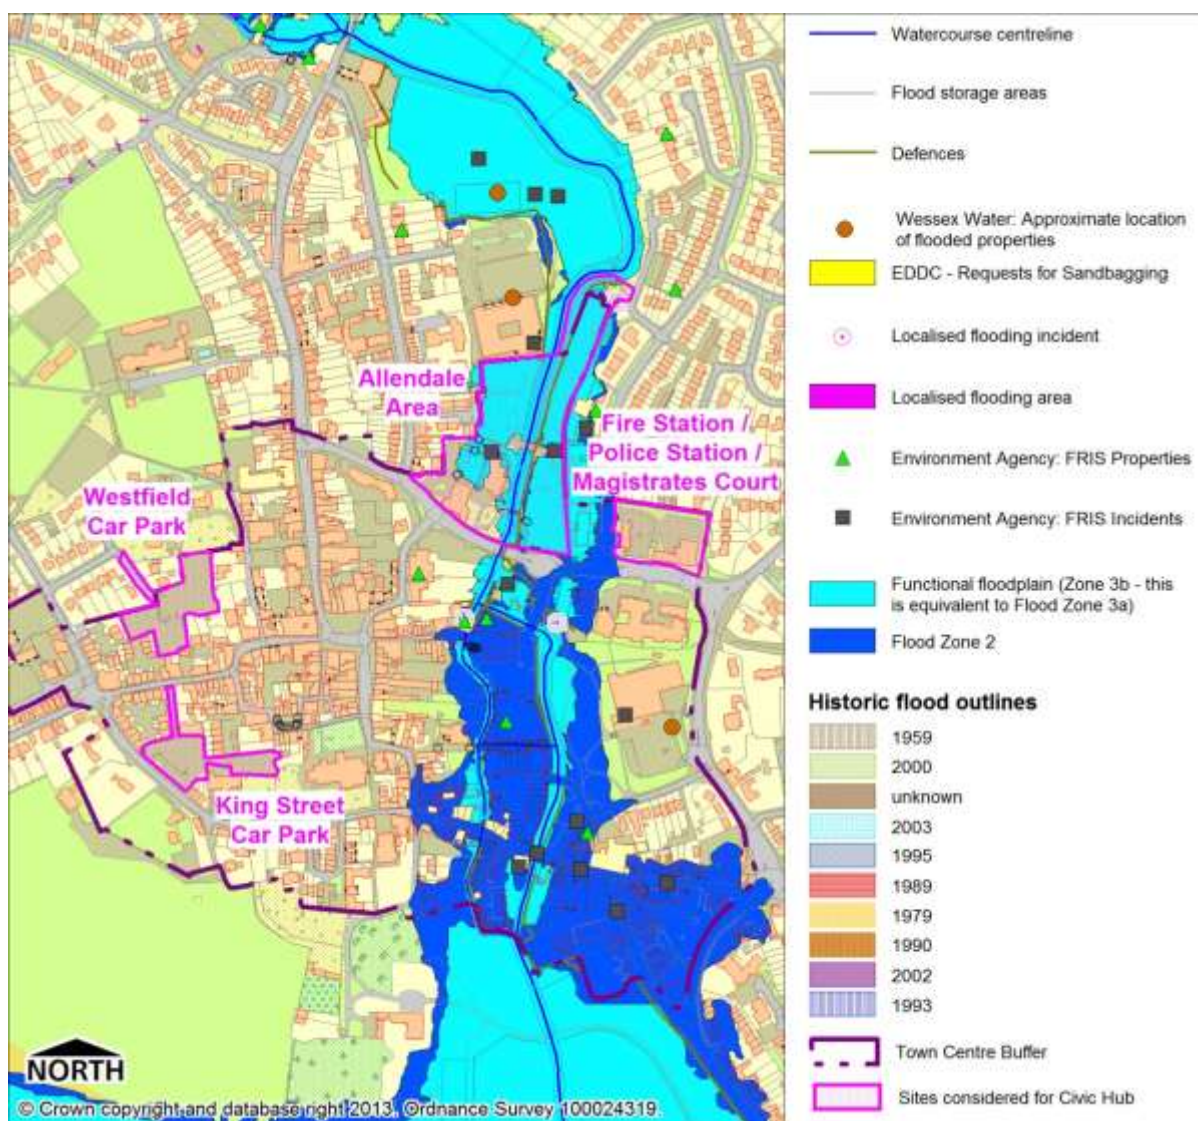 Allendale
Area
Fire Station /
Police Station /
Magistrates Court
Westfield
Car Park
King Street
Car Park
NORTH
© Crown copyright and database right 2013. Ordnance Survey 100024319.
Watercourse centreline
Flood storage areas
Defences
Wessex Water: Approximate location
of flooded properties
EDDC - Requests for Sandbagging
Localised flooding incident
Localised flooding area
Environment Agency: FRIS Properties
Environment Agency: FRIS Incidents
Functional floodplain (Zone 3b - this
is equivalent to Flood Zone 3a)
Flood Zone 2
Historic flood outlines
1959
2000
unknown
2003
1995
1989
1979
1990
2002
1993
Town Centre Buffer
Sites considered for Civic Hub